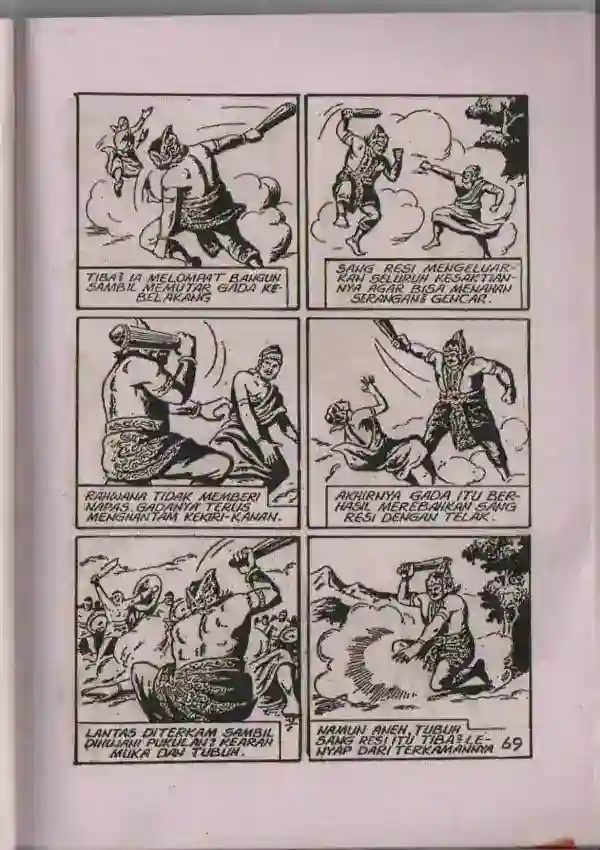 TIBA² IA MELOMPAT BANGUN
SAMBIL MEMUTAR GADA KE-
BELAKANG
SANG RESI MENGELUAR-
KAN SELURUH KESAKTIAN-
NYA AGAR BISA MENAHAN
SERANGAN² GENCAR.
RAHWANA TIDAK MEMBERI
NAPAS. GADANYA TERUS
MENGHANTAM KEKIRI-KANAN.
AKHIRNYA GADA ITU BER-
HASIL MEREBAHKAN SANG
RESI DENGAN TELAK.
LANTAS DITERKAM SAMBIL
DIHUJANI PUKULAN² KEARAH
MUKA DAN TUBUH.
NAMUN ANEH, TUBUH
SANG RESI ITU TIBA² LE-
NYAP DARI TERKAMANNYA
69